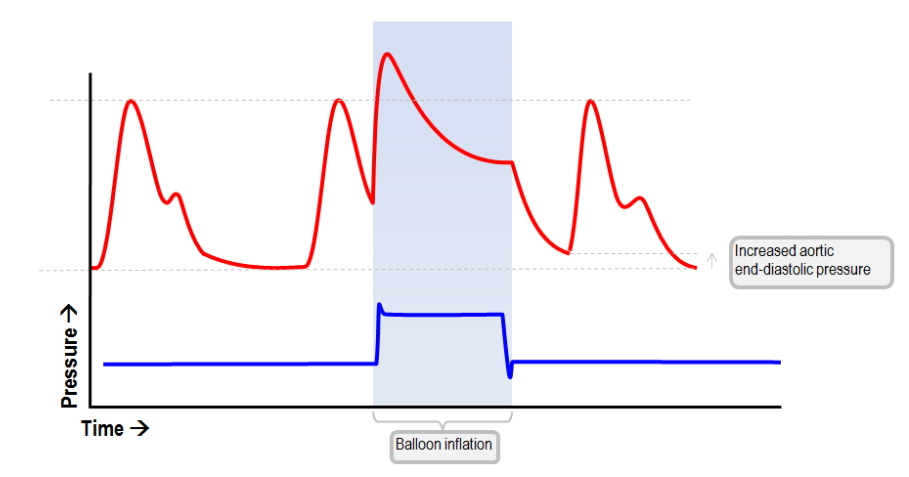 Increased aortic
end-diastolic pressure
Pressure →
Time →
Balloon inflation